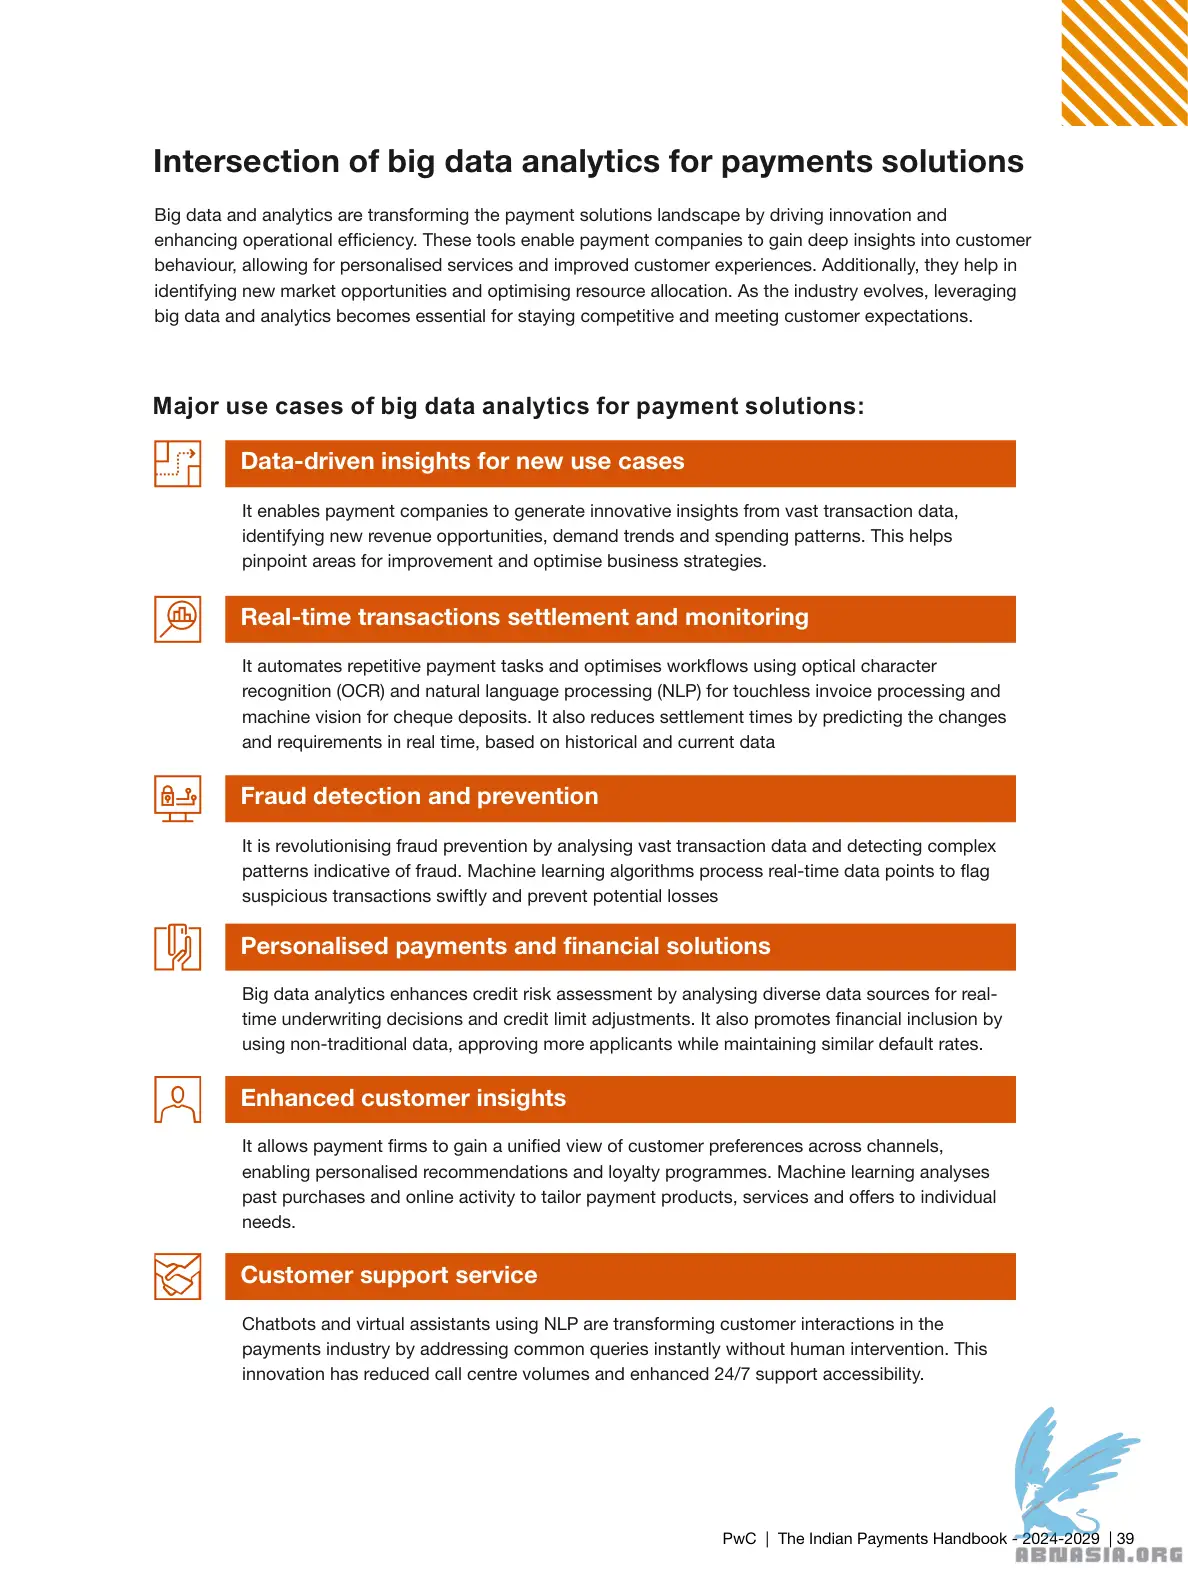 Intersection of big data analytics for payments solutions
Big data and analytics are transforming the payment solutions landscape by driving innovation and
enhancing operational efficiency. These tools enable payment companies to gain deep insights into customer
behaviour, allowing for personalised services and improved customer experiences. Additionally, they help in
identifying new market opportunities and optimising resource allocation. As the industry evolves, leveraging
big data and analytics becomes essential for staying competitive and meeting customer expectations.
Major use cases of big data analytics for payment solutions:
Data-driven insights for new use cases
It enables payment companies to generate innovative insights from vast transaction data,
identifying new revenue opportunities, demand trends and spending patterns. This helps
pinpoint areas for improvement and optimise business strategies.
Real-time transactions settlement and monitoring
It automates repetitive payment tasks and optimises workflows using optical character
recognition (OCR) and natural language processing (NLP) for touchless invoice processing and
machine vision for cheque deposits. It also reduces settlement times by predicting the changes
and requirements in real time, based on historical and current data
Fraud detection and prevention
It is revolutionising fraud prevention by analysing vast transaction data and detecting complex
patterns indicative of fraud. Machine learning algorithms process real-time data points to flag
suspicious transactions swiftly and prevent potential losses
Personalised payments and financial solutions
Big data analytics enhances credit risk assessment by analysing diverse data sources for real-
time underwriting decisions and credit limit adjustments. It also promotes financial inclusion by
using non-traditional data, approving more applicants while maintaining similar default rates.
Enhanced customer insights
It allows payment firms to gain a unified view of customer preferences across channels,
enabling personalised recommendations and loyalty programmes. Machine learning analyses
past purchases and online activity to tailor payment products, services and offers to individual
needs.
Customer support service
Chatbots and virtual assistants using NLP are transforming customer interactions in the
payments industry by addressing common queries instantly without human intervention. This
innovation has reduced call centre volumes and enhanced 24/7 support accessibility.
PwC | The Indian Payments Handbook - 2024-2029 | 39
ABNASIA.ORG